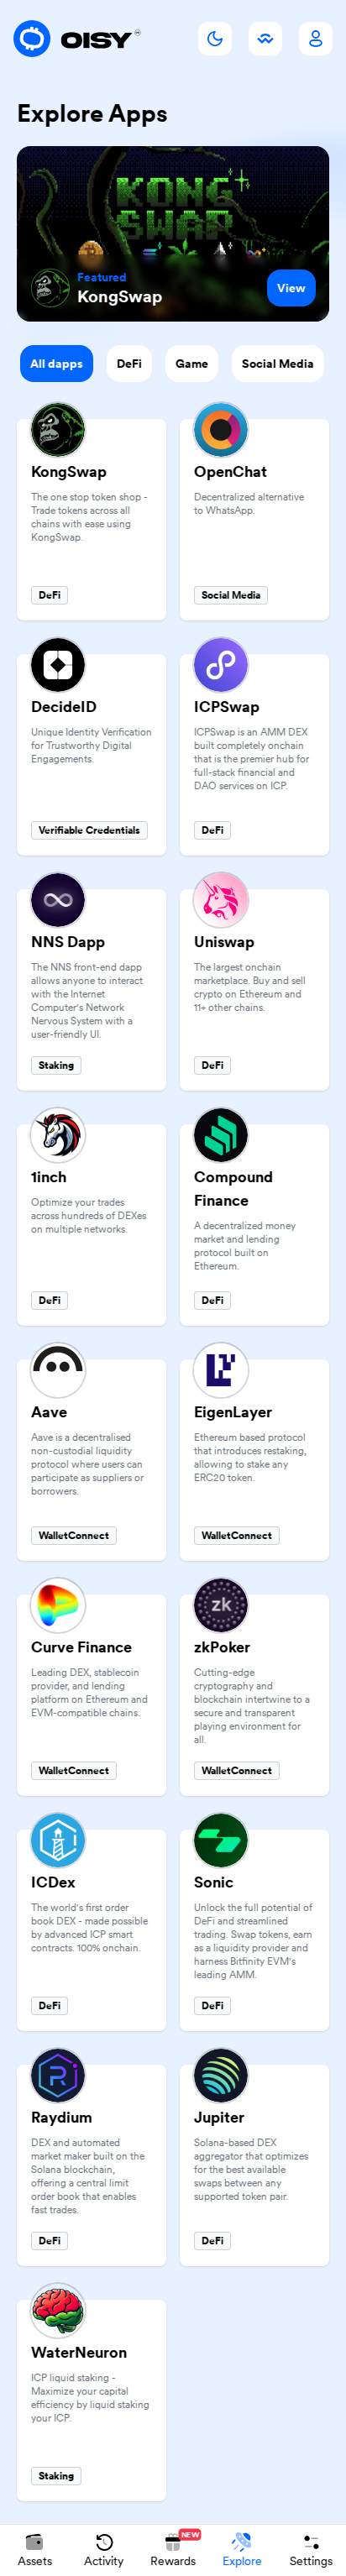 OISY
Explore Apps
KONG
SWAP
Featured
KongSwap
View
All dapps
DeFi
Game
Social Media
KongSwap
The one stop token shop -
Trade tokens across all
chains with ease using
KongSwap.
DeFi
OpenChat
Decentralized alternative
to WhatsApp.
Social Media
DecideID
Unique Identity Verification
for Trustworthy Digital
Engagements.
Verifiable Credentials
ICPSwap
ICPSwap is an AMM DEX
built completely onchain
that is the premier hub for
full-stack financial and
DAO services on ICP.
DeFi
NNS Dapp
The NNS front-end dapp
allows anyone to interact
with the Internet
Computer's Network
Nervous System with a
user-friendly UI.
Staking
Uniswap
The largest onchain
marketplace. Buy and sell
crypto on Ethereum and
11+ other chains.
DeFi
1inch
Optimize your trades
across hundreds of DEXes
on multiple networks.
DeFi
Compound
Finance
A decentralized money
market and lending
protocol built on
Ethereum.
DeFi
Aave
Aave is a decentralised
non-custodial liquidity
protocol where users can
participate as suppliers or
borrowers.
WalletConnect
EigenLayer
Ethereum based protocol
that introduces restaking,
allowing to stake any
ERC20 token.
WalletConnect
Curve Finance
Leading DEX, stablecoin
provider, and lending
platform on Ethereum and
EVM-compatible chains.
WalletConnect
zk
zkPoker
Cutting-edge
cryptography and
blockchain intertwine to a
secure and transparent
playing environment for
all.
WalletConnect
ICDex
The world's first order
book DEX - made possible
by advanced ICP smart
contracts. 100% onchain.
DeFi
Sonic
Unlock the full potential of
DeFi and streamlined
trading. Swap tokens, earn
as a liquidity provider and
harness Bitfinity EVM's
leading AMM.
DeFi
Raydium
DEX and automated
market maker built on the
Solana blockchain,
offering a central limit
order book that enables
fast trades.
DeFi
Jupiter
Solana-based DEX
aggregator that optimizes
for the best available
swaps between any
supported token pair.
DeFi
WaterNeuron
ICP liquid staking -
Maximize your capital
efficiency by liquid staking
your ICP.
Staking
NEW
Assets
Activity
Rewards
Explore
Settings